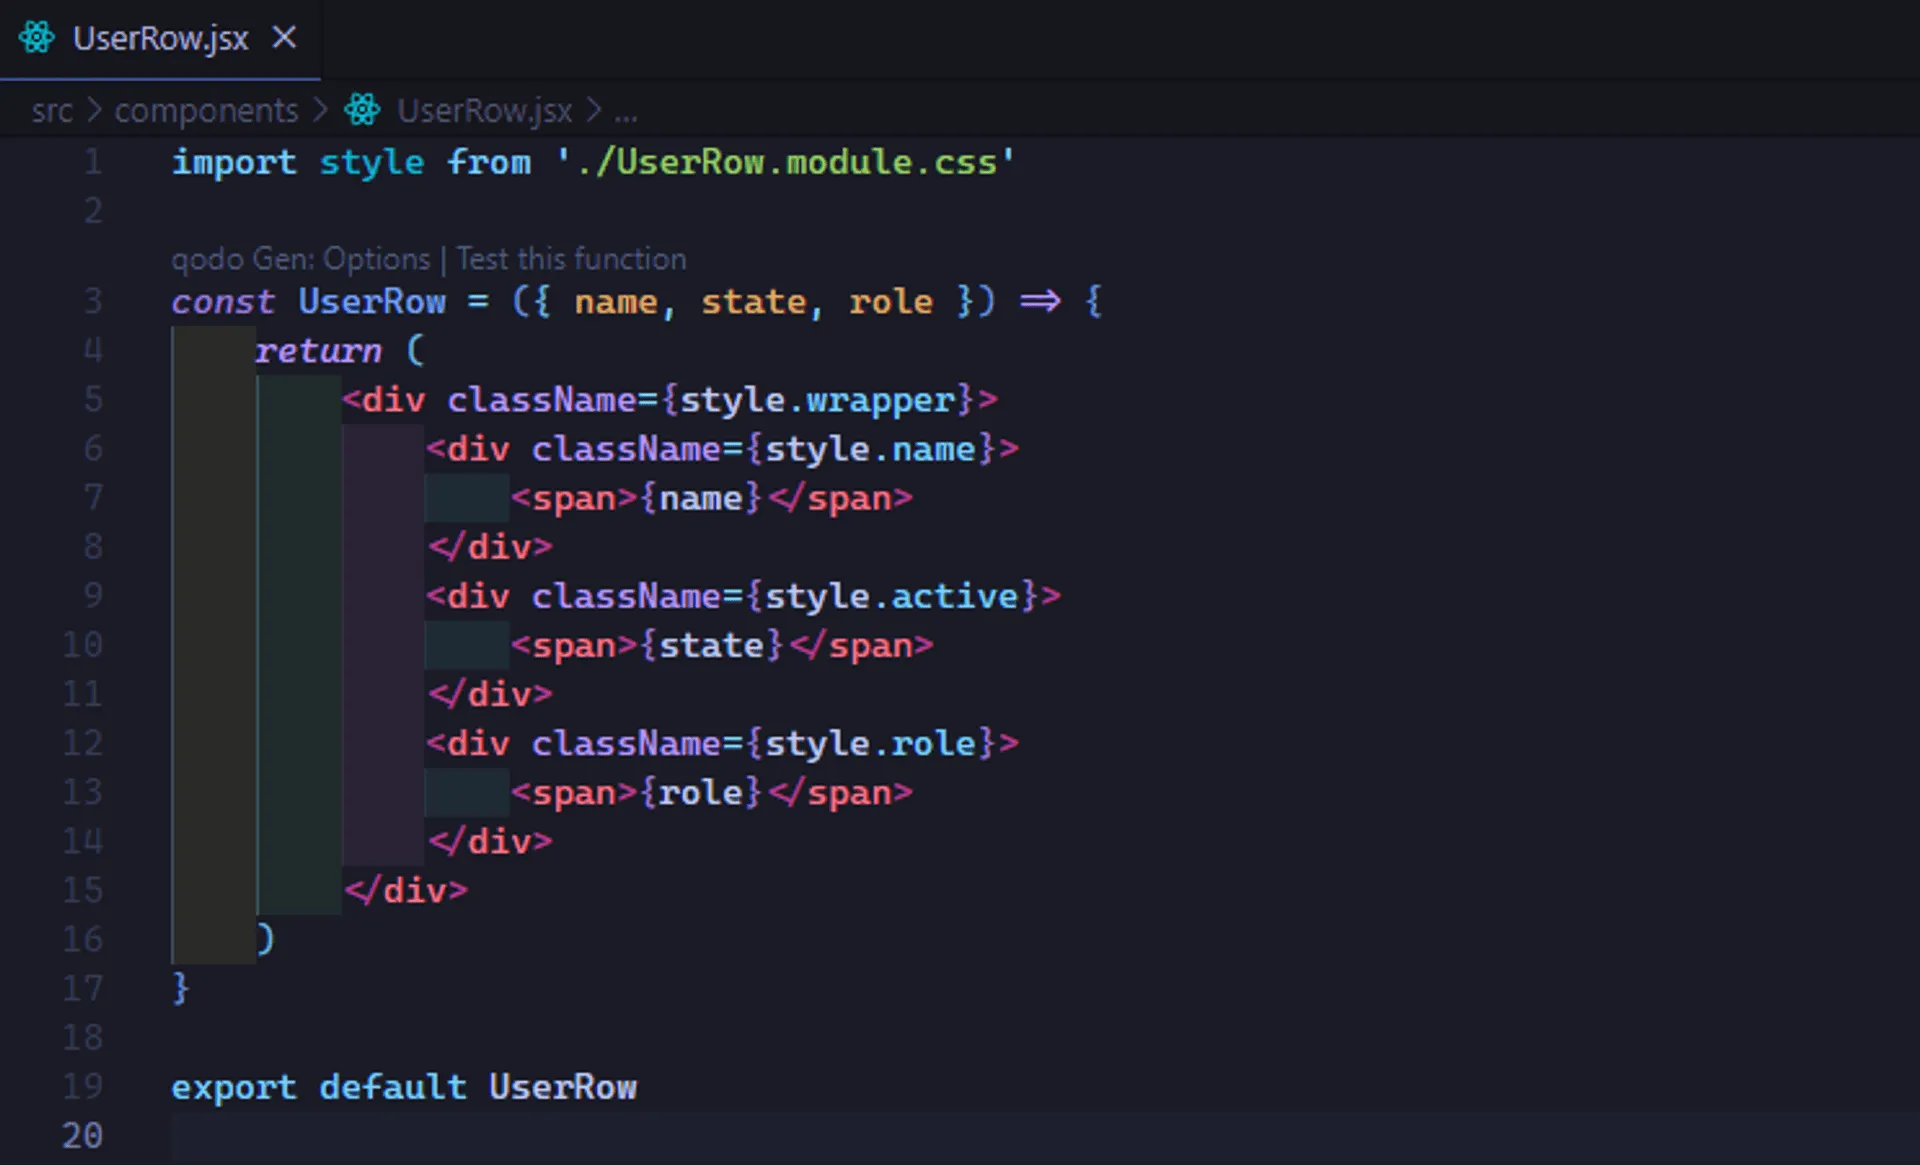 UserRow.jsx
src > components > UserRow.jsx > ...
1 import style from './UserRow.module.css'
2
qodo Gen: Options | Test this function
3 const UserRow = ({ name, state, role }) => {
4     return (
5         <div className={style.wrapper}>
6             <div className={style.name}>
7                 <span>{name}</span>
8             </div>
9             <div className={style.active}>
10                 <span>{state}</span>
11             </div>
12             <div className={style.role}>
13                 <span>{role}</span>
14             </div>
15         </div>
16     )
17 }
18
19 export default UserRow
20